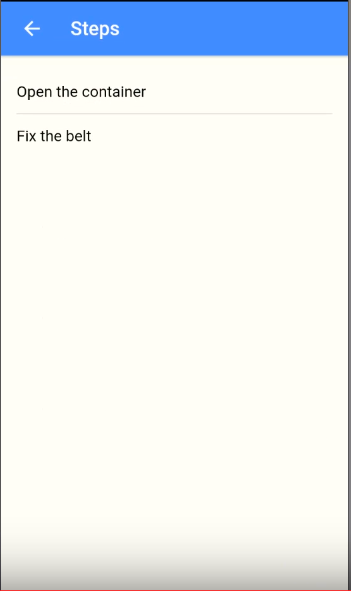 Steps
Open the container
Fix the belt